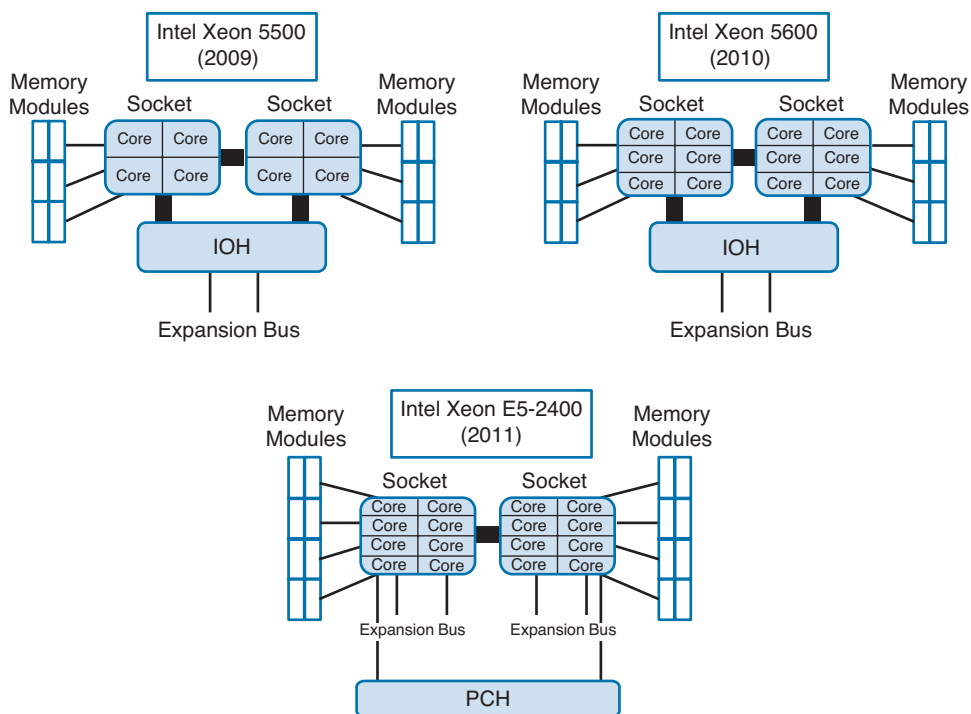 Intel Xeon 5500
(2009)
Memory
Modules
Socket
Socket
Memory
Modules
Core Core Core Core
Core Core Core Core
IOH
Expansion Bus
Intel Xeon 5600
(2010)
Memory
Modules
Socket
Socket
Memory
Modules
Core Core Core Core
Core Core Core Core
Core Core Core Core
IOH
Expansion Bus
Intel Xeon E5-2400
(2011)
Memory
Modules
Socket
Socket
Memory
Modules
Core Core Core Core
Core Core Core Core
Core Core Core Core
Core Core Core Core
Expansion Bus
Expansion Bus
PCH